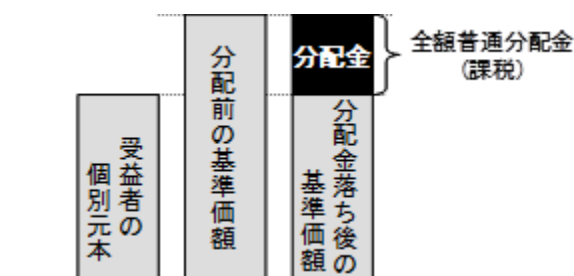 受益者の
個別元本
分配前の基準価額
分配金
分配金落ち後の
基準価額
全額普通分配金
(課税)